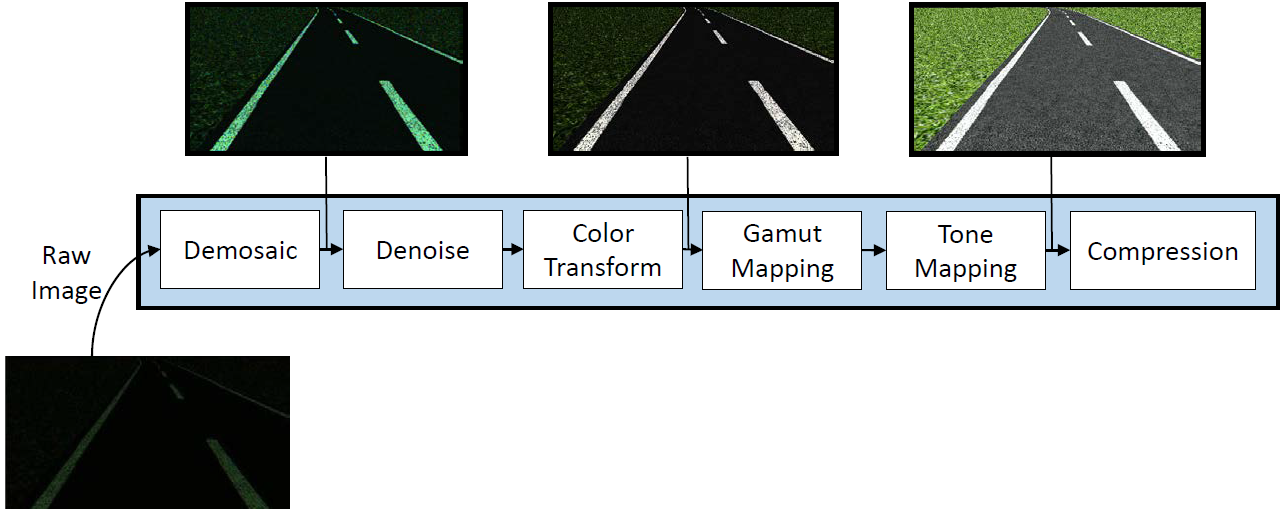 Raw
Image
Demosaic
Denoise
Color
Transform
Gamut
Mapping
Tone
Mapping
Compression